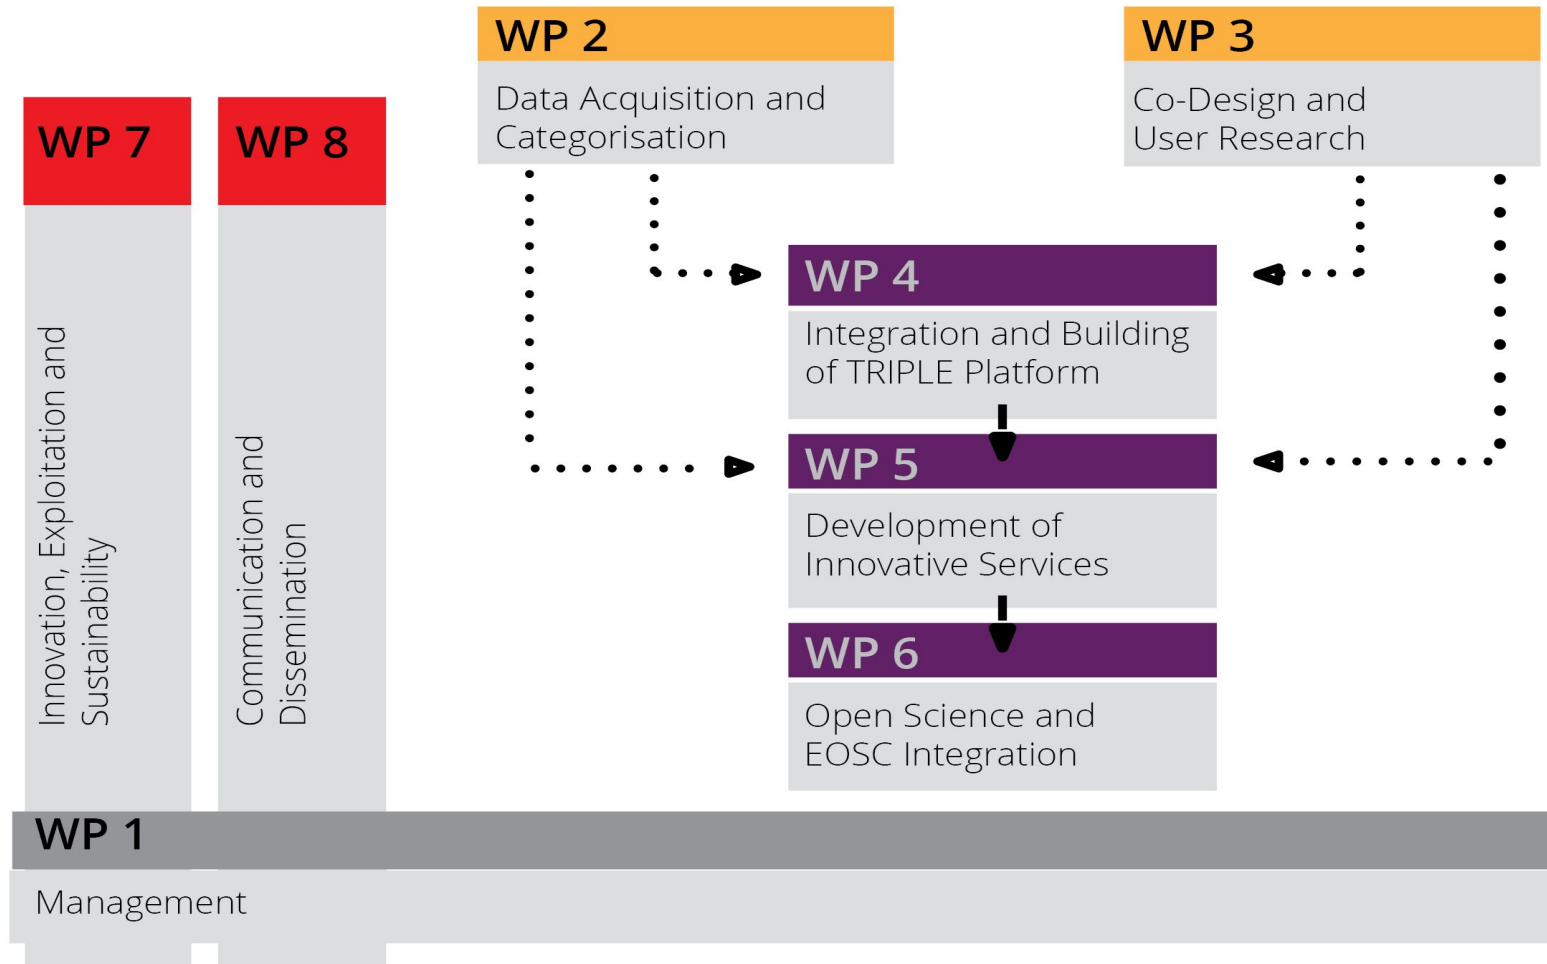 WP 2
Data Acquisition and
Categorisation
WP 3
Co-Design and
User Research
WP 7
Innovation, Exploitation and
Sustainability
WP 8
Communication and
Dissemination
WP 4
Integration and Building
of TRIPLE Platform
WP 5
Development of
Innovative Services
WP 6
Open Science and
EOSC Integration
WP 1
Management